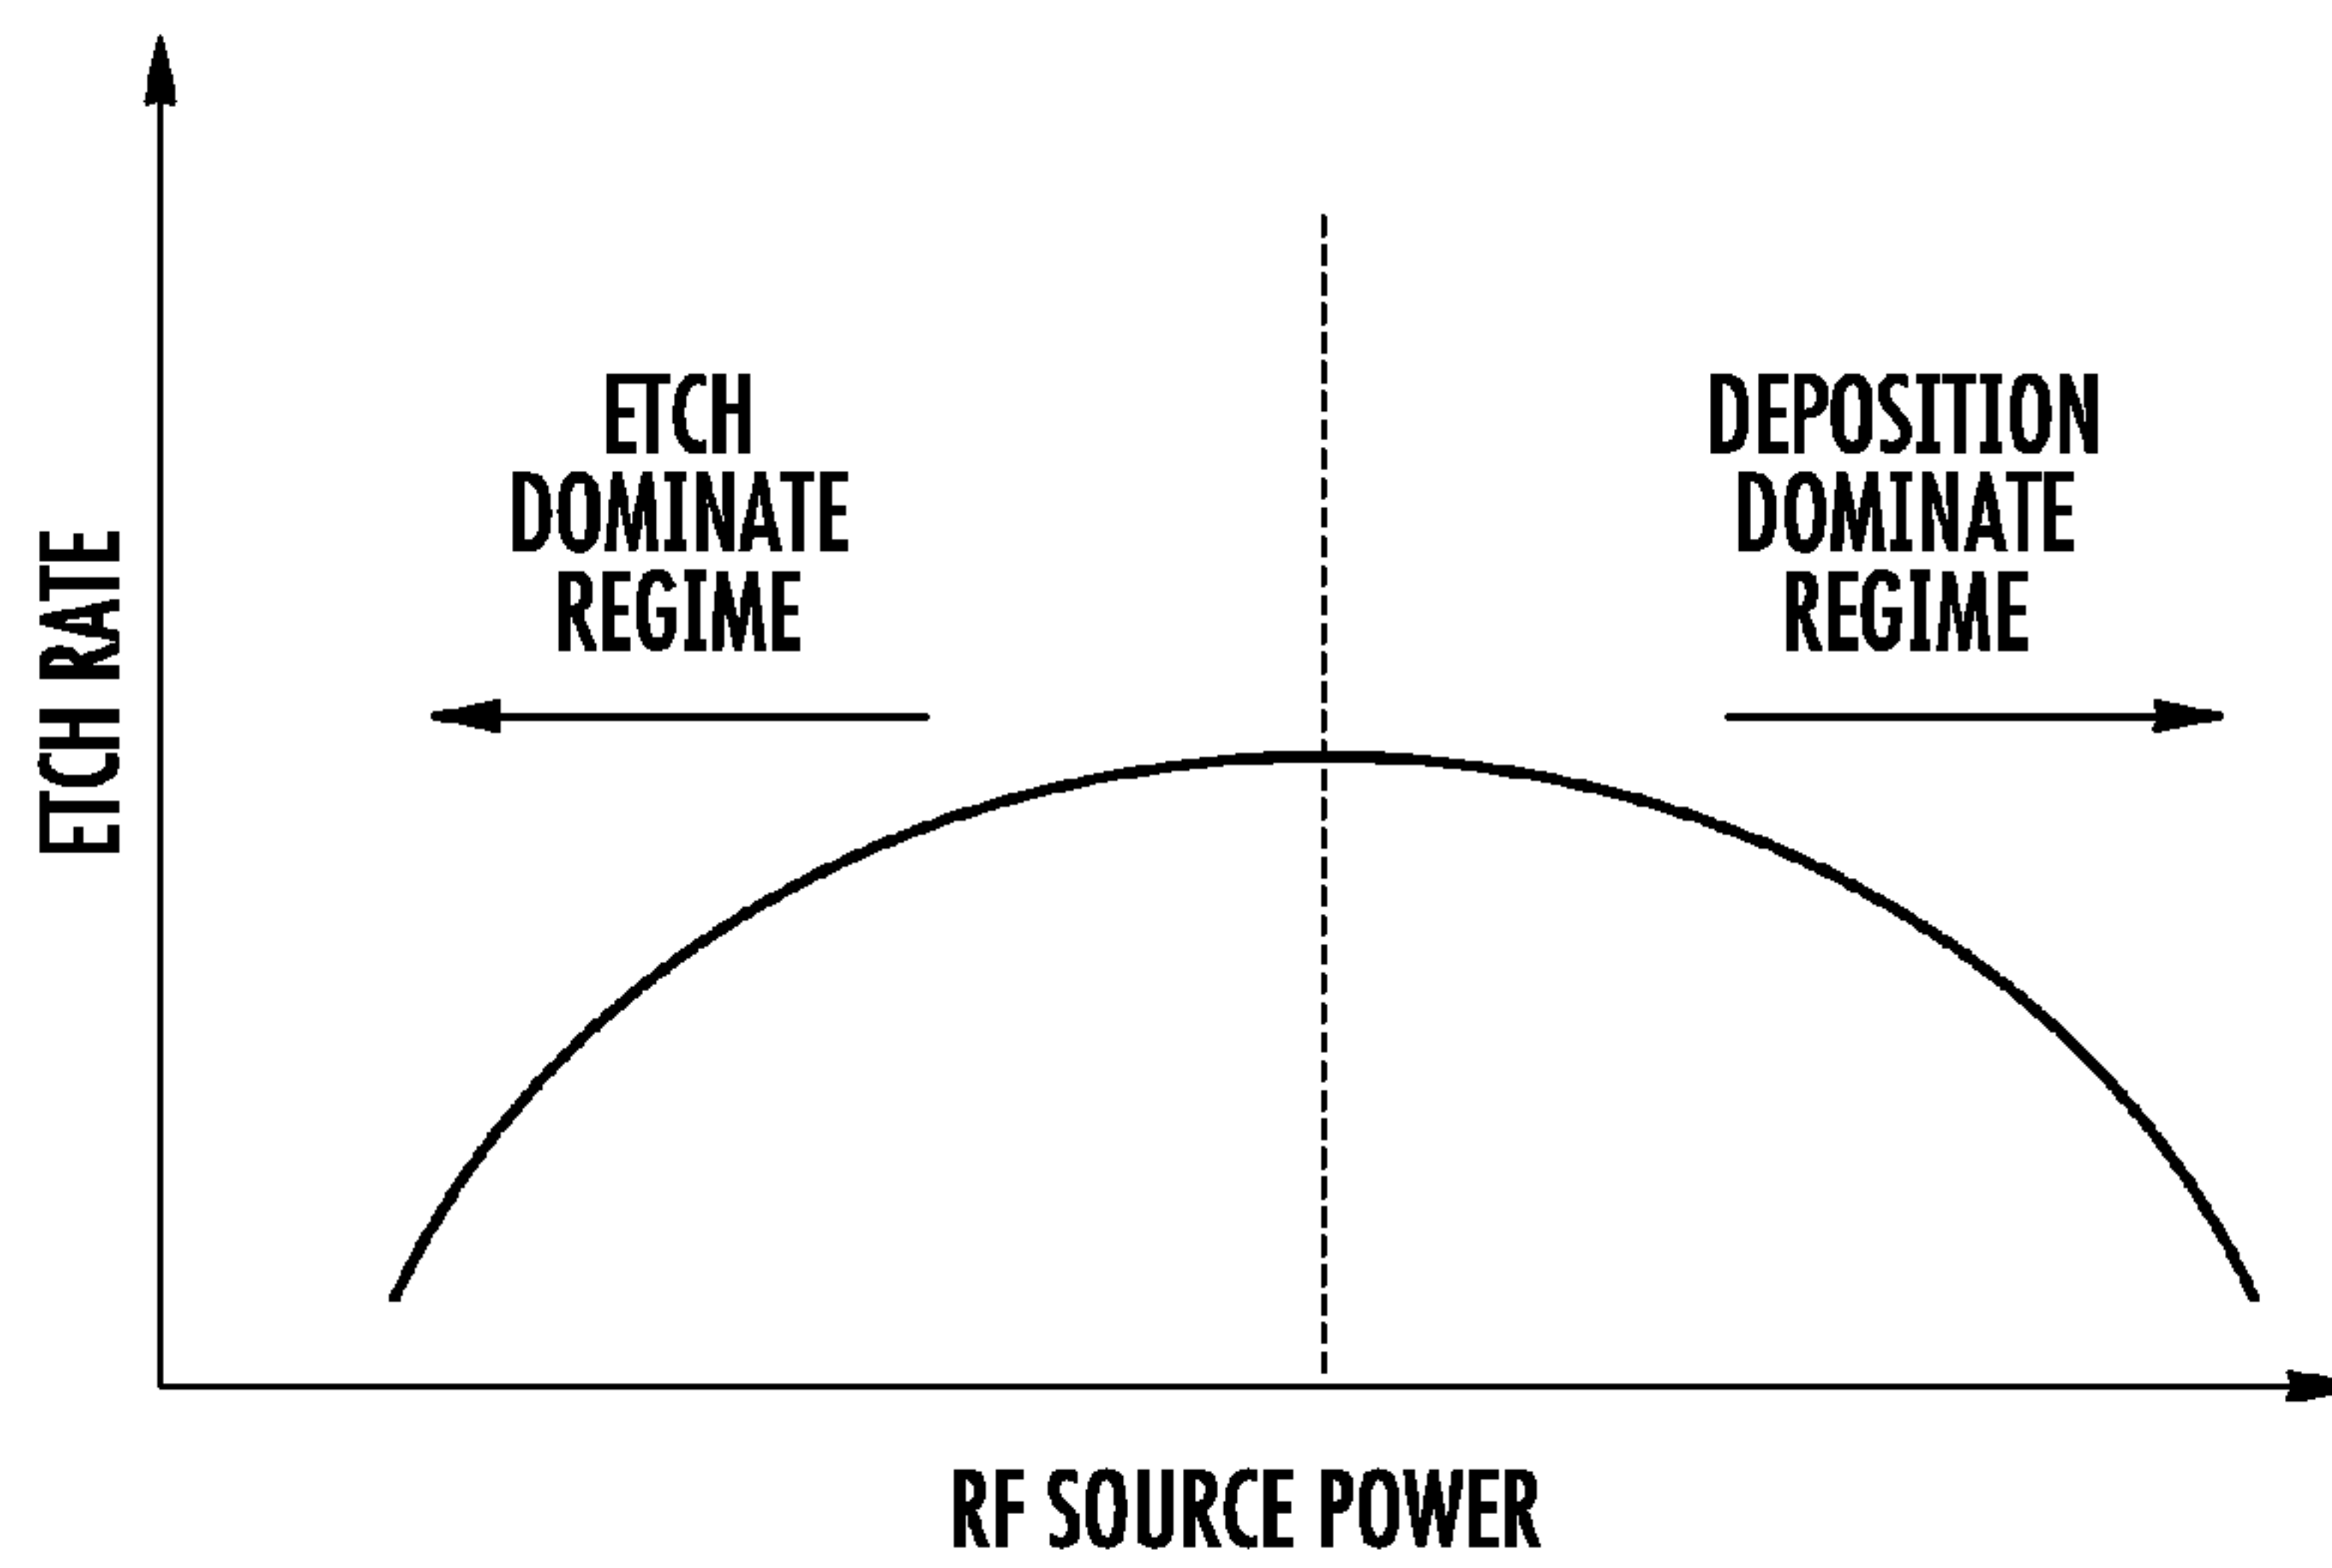 ETCH
DOMINATE
REGIME
DEPOSITION
DOMINATE
REGIME
ETCH RATE
RF SOURCE POWER